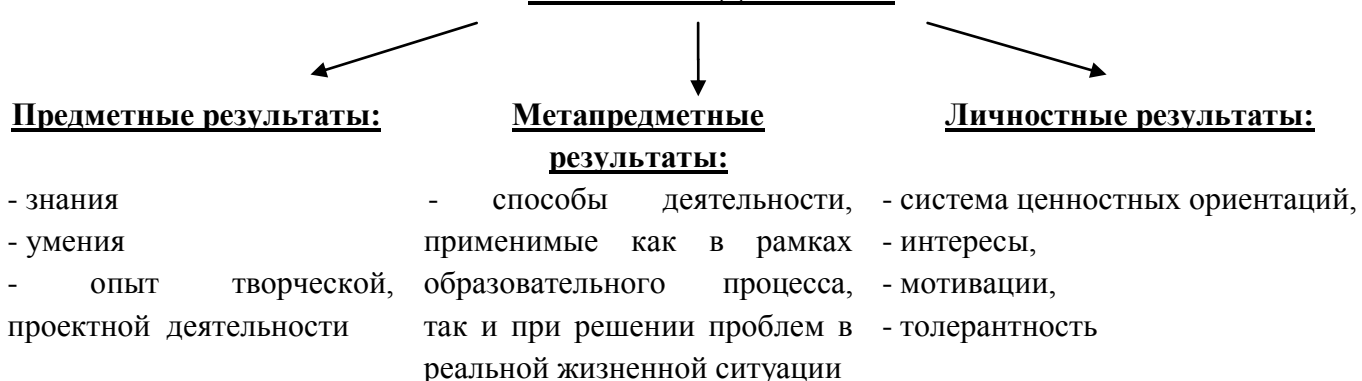 Предметные результаты:
- знания
- умения
- опыт творческой,
проектной деятельности
Метапредметные
результаты:
- способы деятельности,
применимые как в рамках
образовательного процесса,
так и при решении проблем в
реальной жизненной ситуации
Личностные результаты:
- система ценностных ориентаций,
- интересы,
- мотивации,
- толерантность